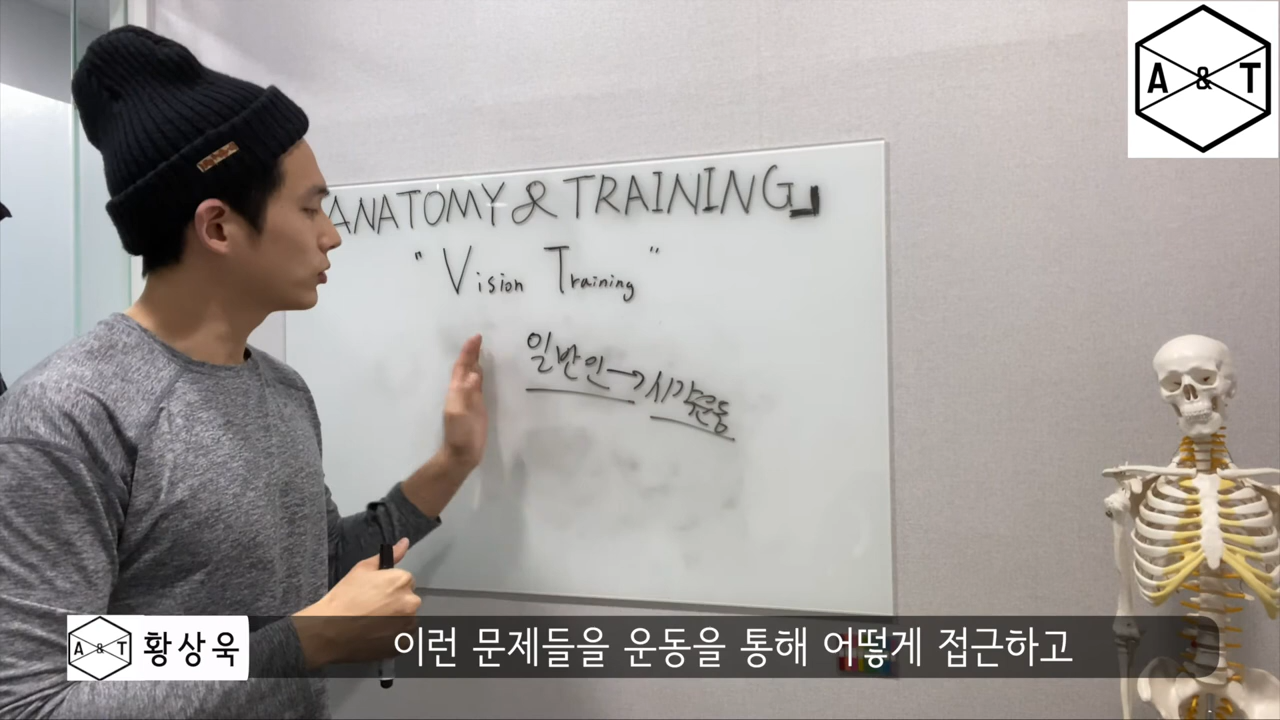 A & T
ANATOMY & TRAINING」
"Vision Training"
일반인→시각운동
A & T 황상욱
이런 문제들을 운동을 통해 어떻게 접근하고